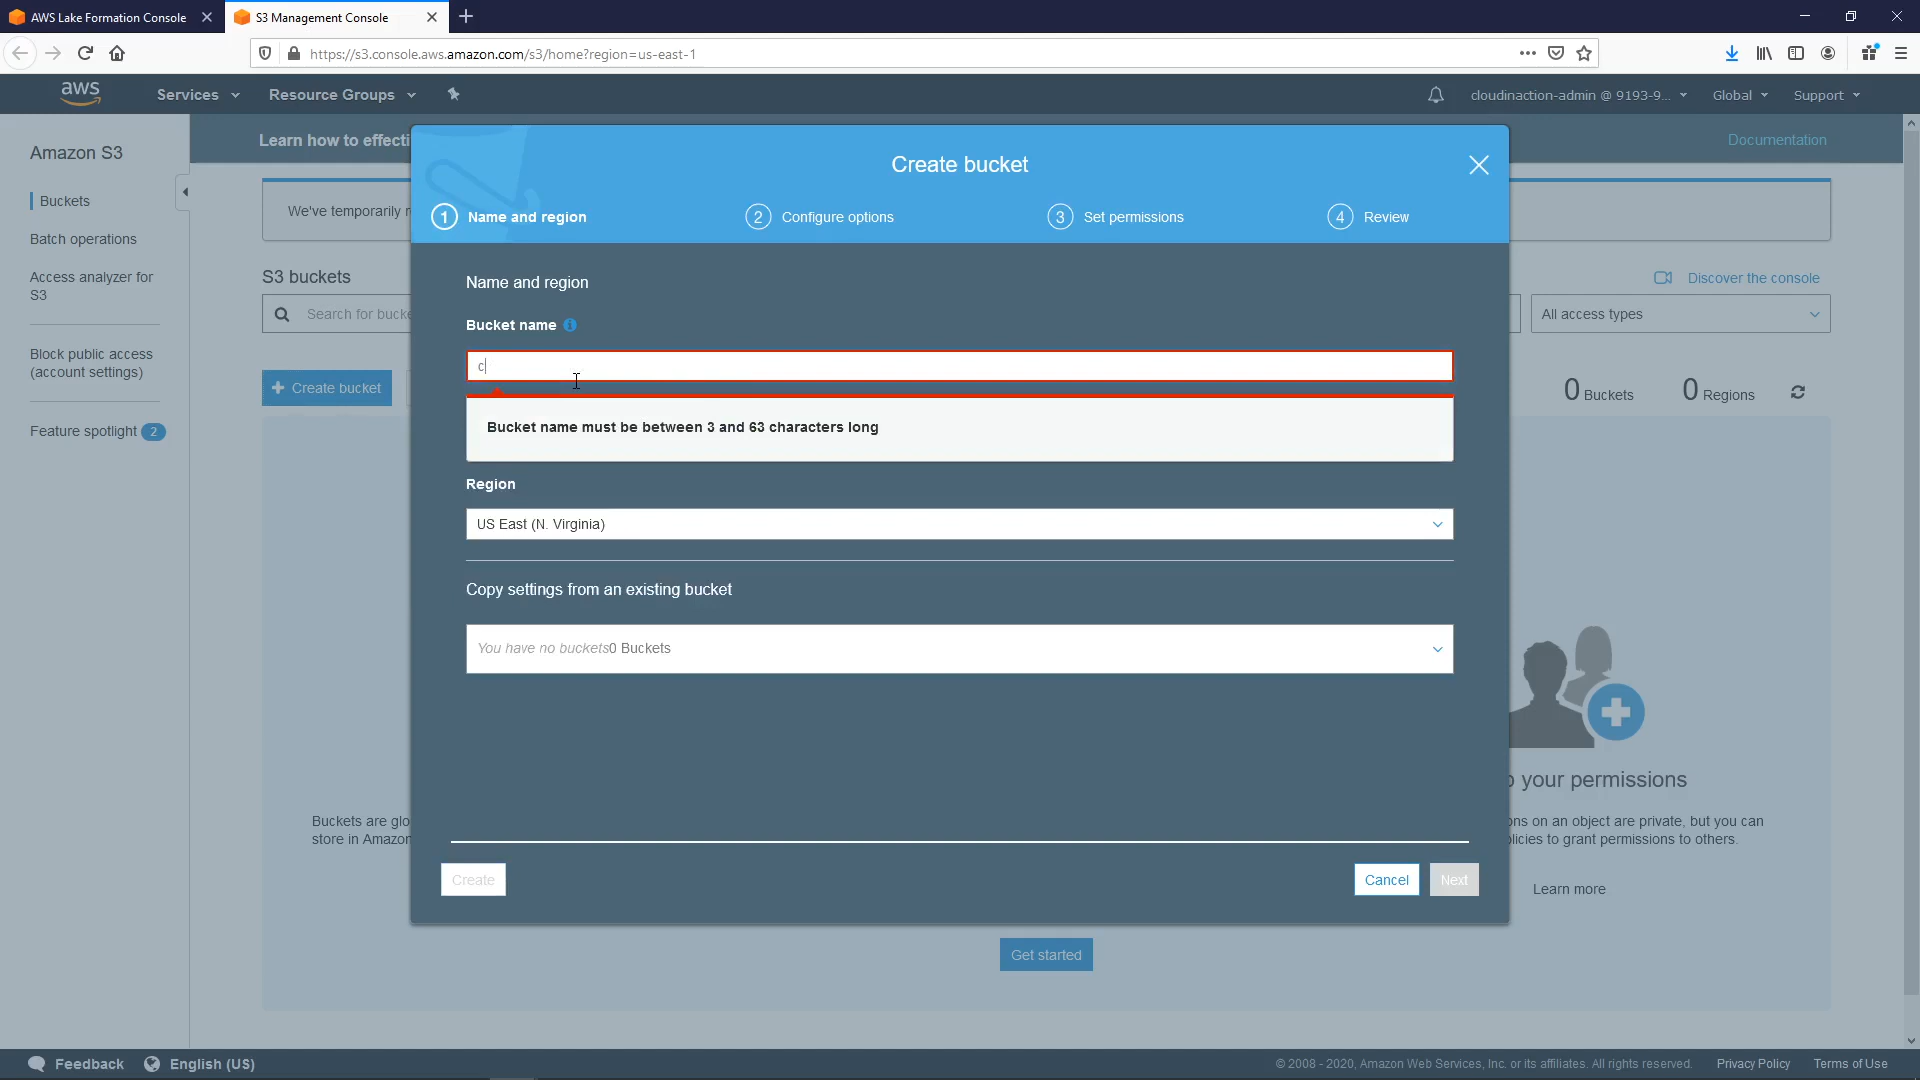 AWS Lake Formation Console
S3 Management Console
https://s3.console.aws.amazon.com/s3/home?region=us-east-1
aws
Services
Resource Groups
cloudinaction-admin @ 9193-9...
Global
Support
Amazon S3
Buckets
Batch operations
Access analyzer for
S3
Block public access
(account settings)
Feature spotlight 2
Learn how to effecti
Documentation
We've temporarily r
S3 buckets
Discover the console
Search for bucke
All access types
Create bucket
0 Buckets
0 Regions
Create bucket
1 Name and region
2 Configure options
3 Set permissions
4 Review
Name and region
Bucket name
c
Bucket name must be between 3 and 63 characters long
Region
US East (N. Virginia)
Copy settings from an existing bucket
You have no buckets0 Buckets
Create
Cancel
Next
Buckets are glo
store in Amazon
your permissions
ons on an object are private, but you can
licies to grant permissions to others.
Learn more
Get started
Feedback
English (US)
© 2008 - 2020, Amazon Web Services, Inc. or its affiliates. All rights reserved.
Privacy Policy
Terms of Use